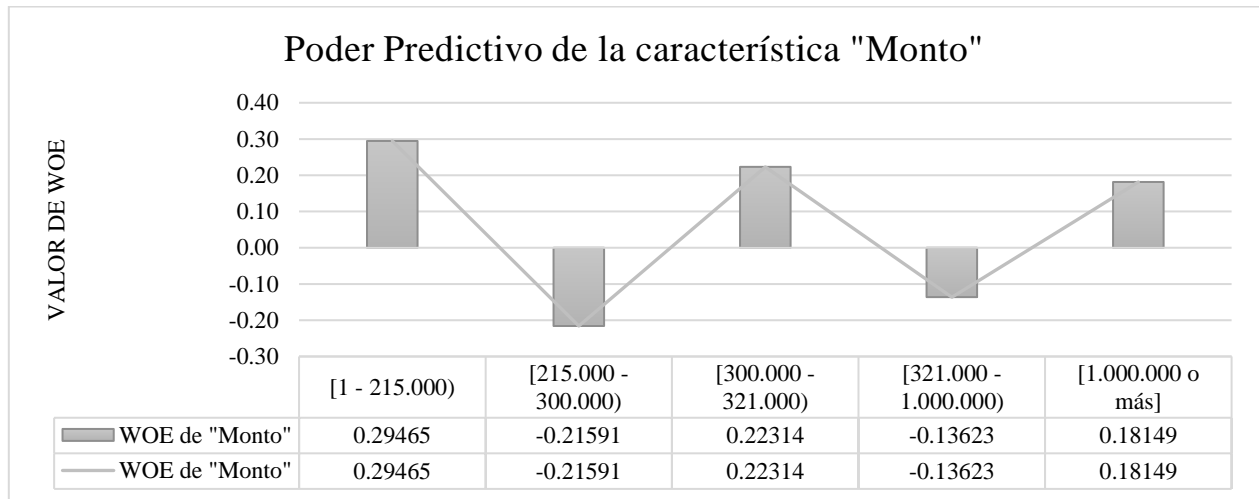 Poder Predictivo de la característica "Monto"
VALOR DE WOE
0.40
0.30
0.20
0.10
0.00
-0.10
-0.20
-0.30
[1 - 215.000)
[215.000 -
300.000)
[300.000 -
321.000)
[321.000 -
1.000.000)
[1.000.000 o
más]
WOE de "Monto" 0.29465 -0.21591 0.22314 -0.13623 0.18149
WOE de "Monto" 0.29465 -0.21591 0.22314 -0.13623 0.18149